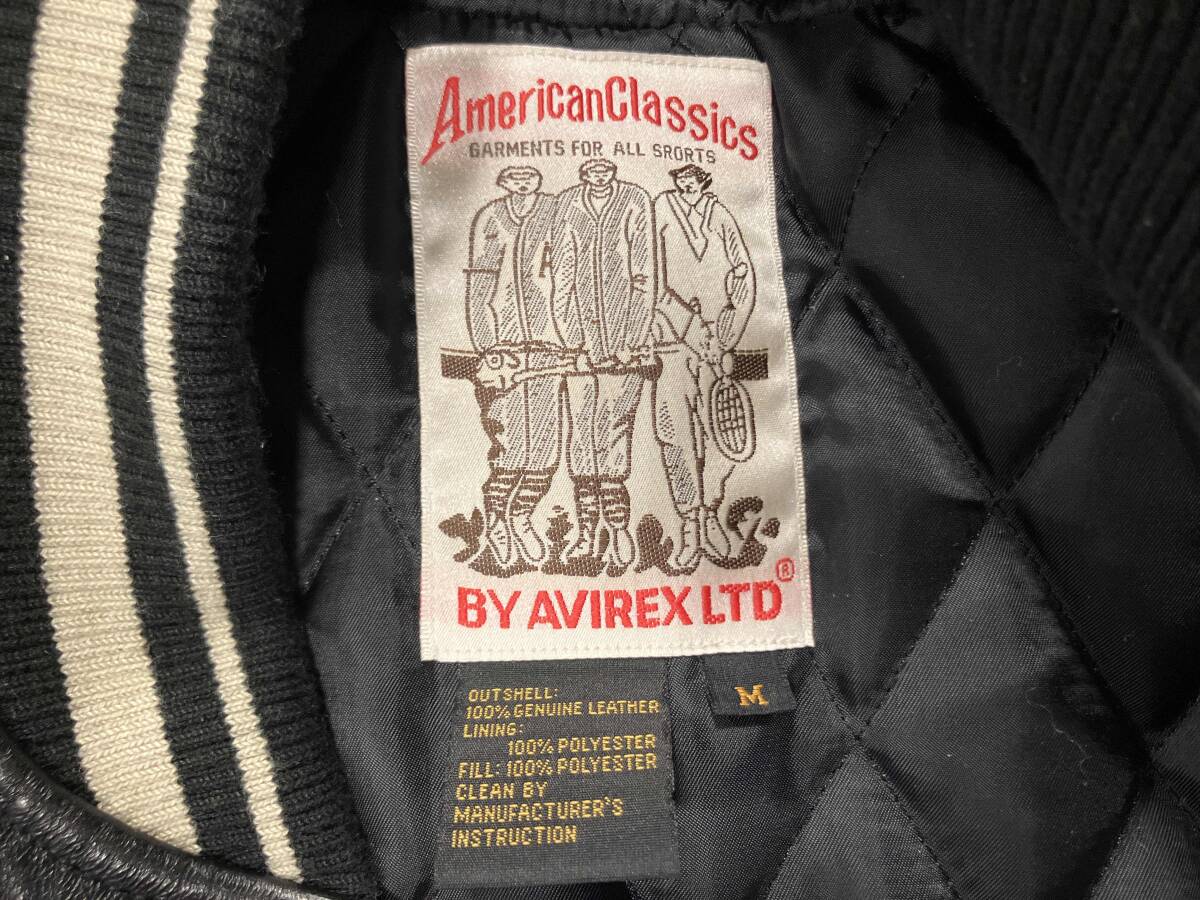 AmericanClassics
GARMENTS FOR ALL SRORTS
A
BY AVIREX LTD®
OUTSHELL:
100% GENUINE LEATHER
LINING:
100% POLYESTER
FILL: 100% POLYESTER
CLEAN BY
MANUFACTURER'S
INSTRUCTION
M